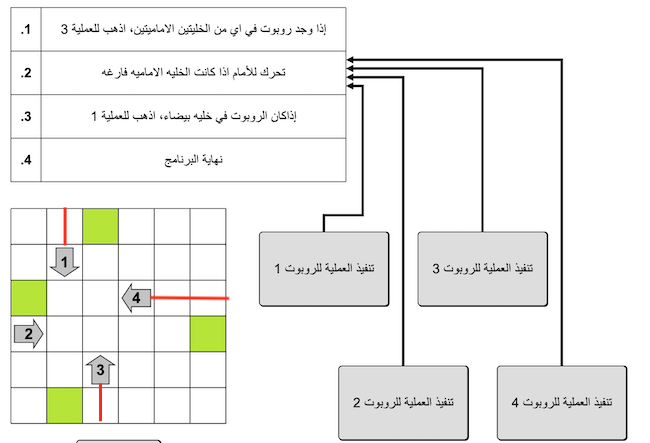 1. إذا وجد روبوت في اي من الخليتين الاماميتين، اذهب للعملية 3
2. تحرك للأمام اذا كانت الخليه الاماميه فارغه
3. إذاكان الروبوت في خليه بيضاء، اذهب للعملية 1
4. نهاية البرنامج
تنفيذ العملية للروبوت 1
تنفيذ العملية للروبوت 3
1
4
2
3
تنفيذ العملية للروبوت 2
تنفيذ العملية للروبوت 4